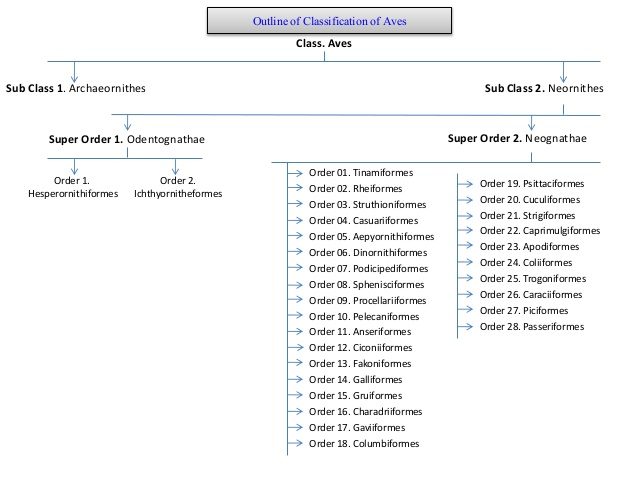 Outline of Classification of Aves
Class. Aves
Sub Class 1. Archaeornithes
Sub Class 2. Neornithes
Super Order 1. Odentognathae
Super Order 2. Neognathae
Order 1.
Hesperornithiformes
Order 2.
Ichthyornitheformes
Order 01. Tinamiformes
Order 02. Rheiformes
Order 03. Struthioniformes
Order 04. Casuariiformes
Order 05. Aepyornithiformes
Order 06. Dinornithiformes
Order 07. Podicipediformes
Order 08. Sphenisciformes
Order 09. Procellariiformes
Order 10. Pelecaniformes
Order 11. Anseriformes
Order 12. Ciconiiformes
Order 13. Fakoniformes
Order 14. Galliformes
Order 15. Gruiformes
Order 16. Charadriiformes
Order 17. Gaviiformes
Order 18. Columbiformes
Order 19. Psittaciformes
Order 20. Cuculiformes
Order 21. Strigiformes
Order 22. Caprimulgiformes
Order 23. Apodiformes
Order 24. Coliiformes
Order 25. Trogoniformes
Order 26. Caraciiformes
Order 27. Piciformes
Order 28. Passeriformes